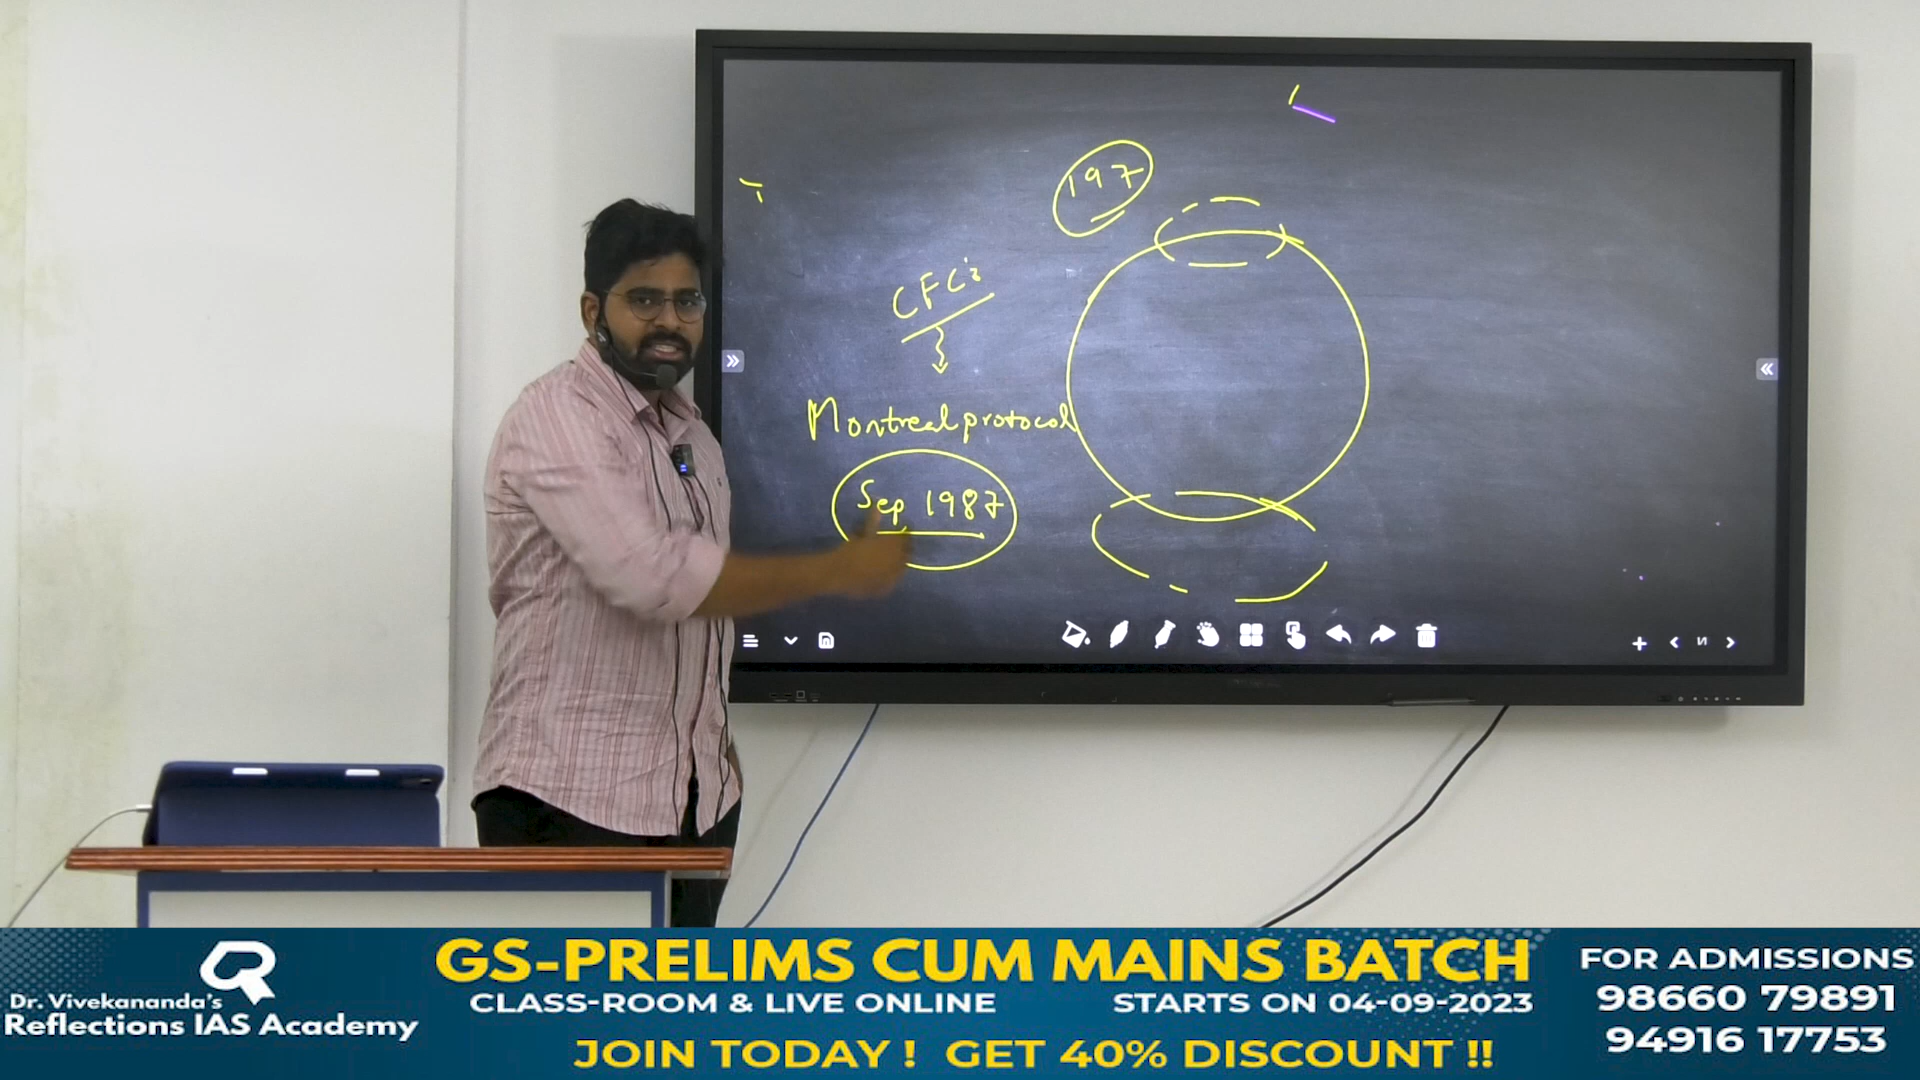 197
CFC's
Montreal protocol
Sep 1987
Dr. Vivekananda's
Reflections IAS Academy
GS-PRELIMS CUM MAINS BATCH
CLASS-ROOM & LIVE ONLINE STARTS ON 04-09-2023
JOIN TODAY ! GET 40% DISCOUNT !!
FOR ADMISSIONS
98660 79891
94916 17753